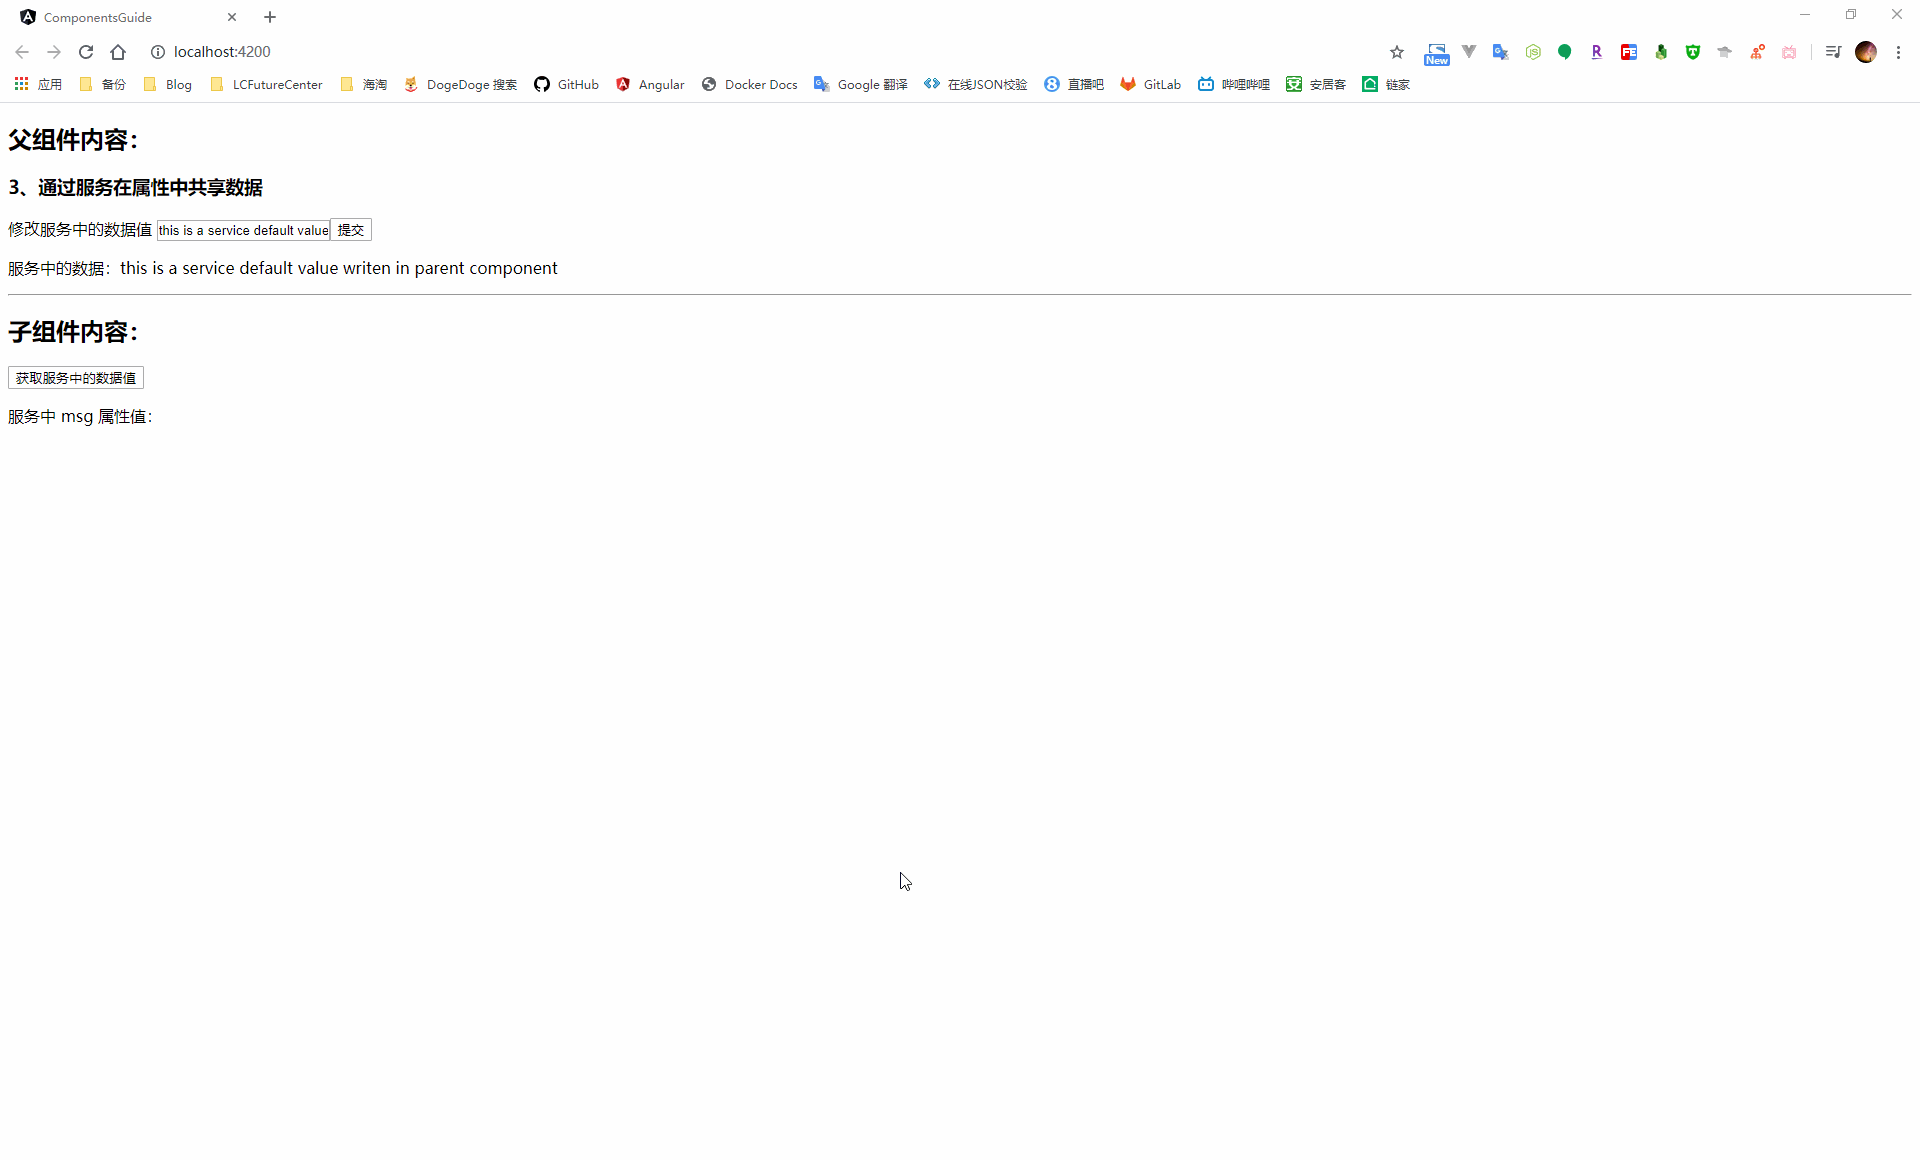 ComponentsGuide
localhost:4200
New
应用 备份 Blog LCFutureCenter 海淘 DogeDoge 搜索 GitHub Angular Docker Docs Google 翻译 在线JSON校验 直播吧 GitLab 哔哩哔哩 安居客 链家
父组件内容：
3、通过服务在属性中共享数据
修改服务中的数据值 this is a service default value 提交
服务中的数据：this is a service default value writen in parent component
子组件内容：
获取服务中的数据值
服务中 msg 属性值：